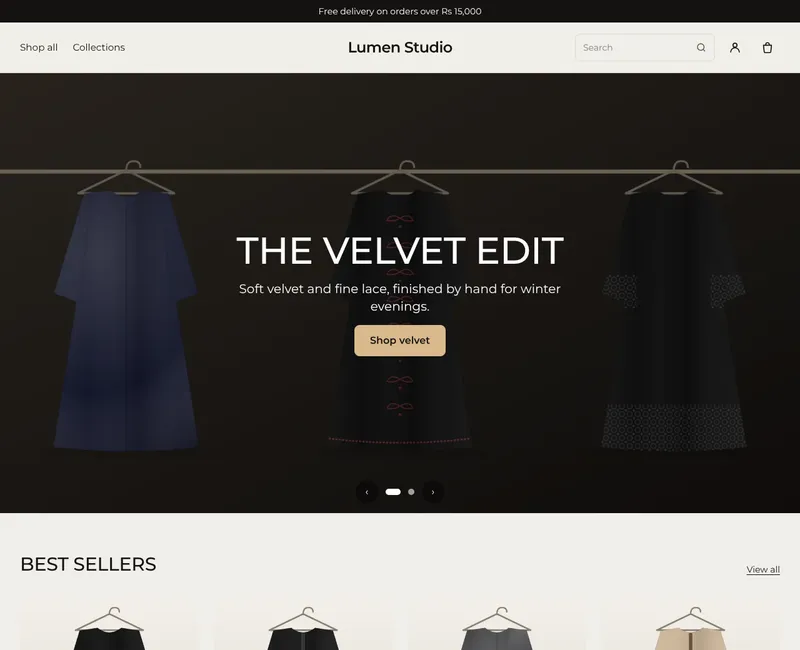 Free delivery on orders over Rs 15,000
Shop all
Collections
Lumen Studio
Search
THE VELVET EDIT
Soft velvet and fine lace, finished by hand for winter
evenings.
Shop velvet
BEST SELLERS
View all